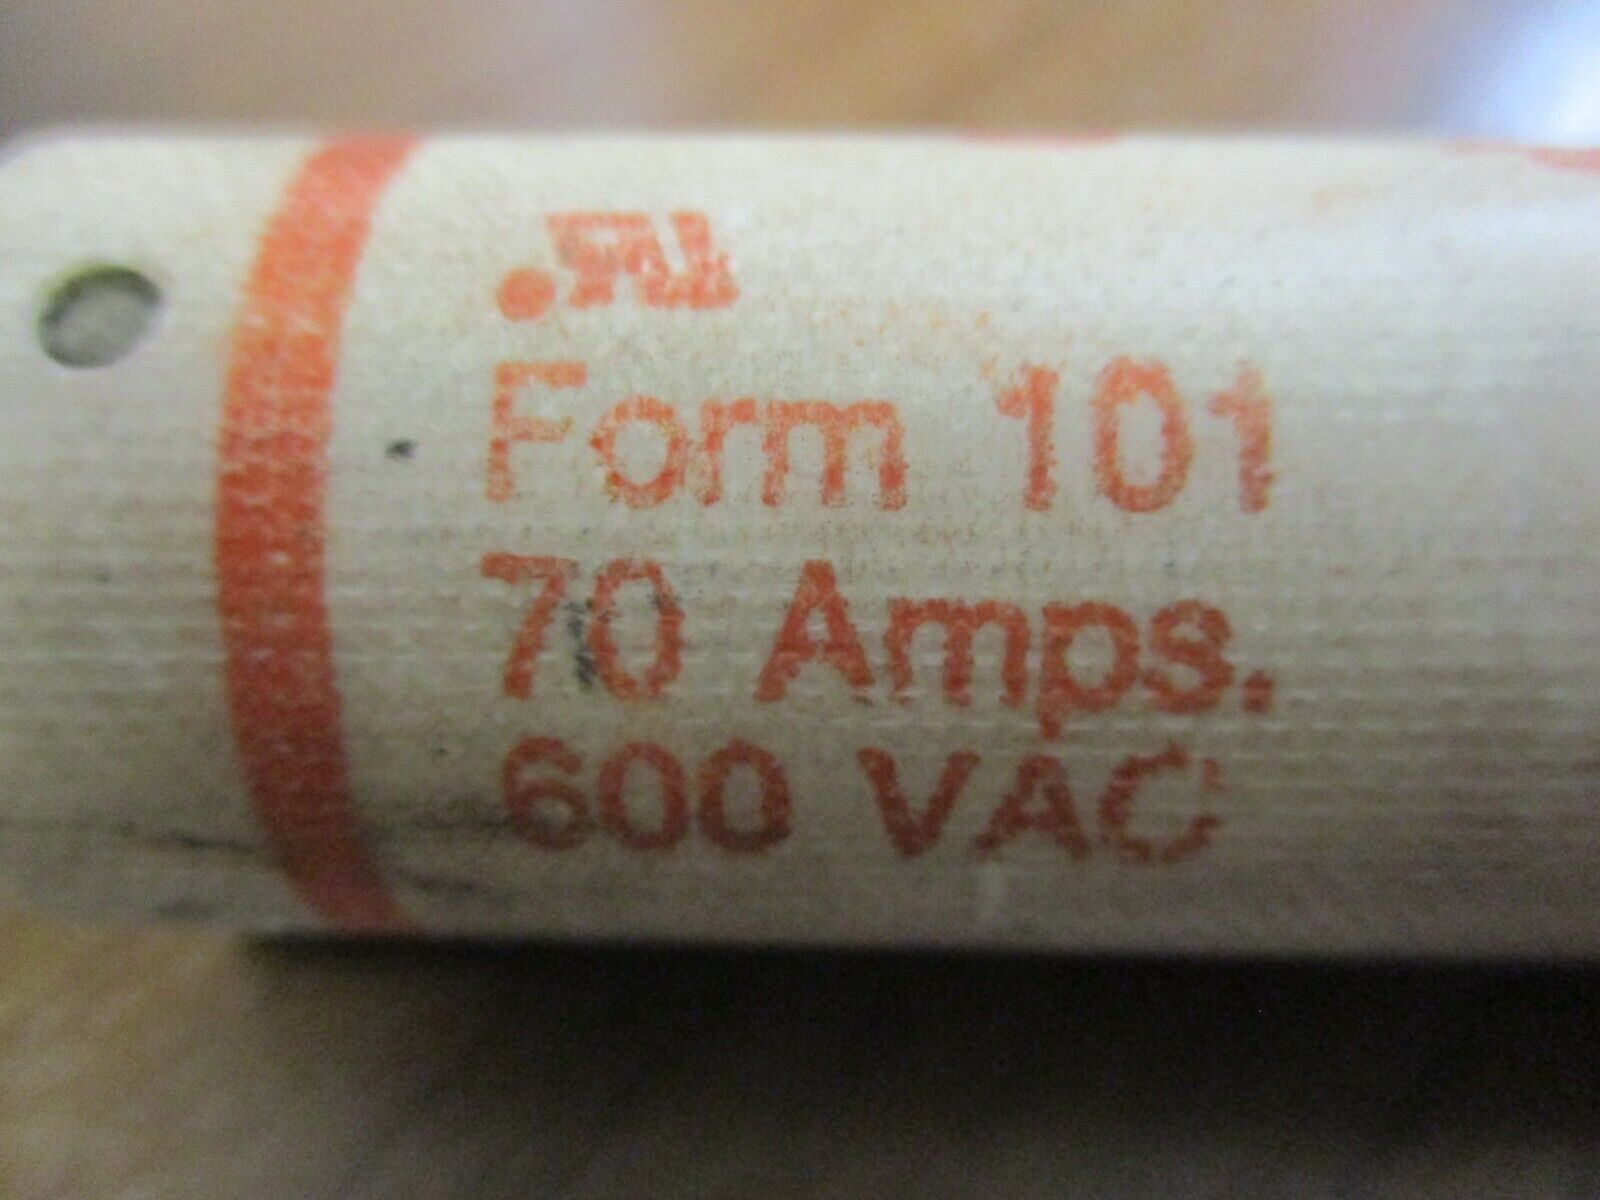 Form 101
70 Amps.
600 VAC